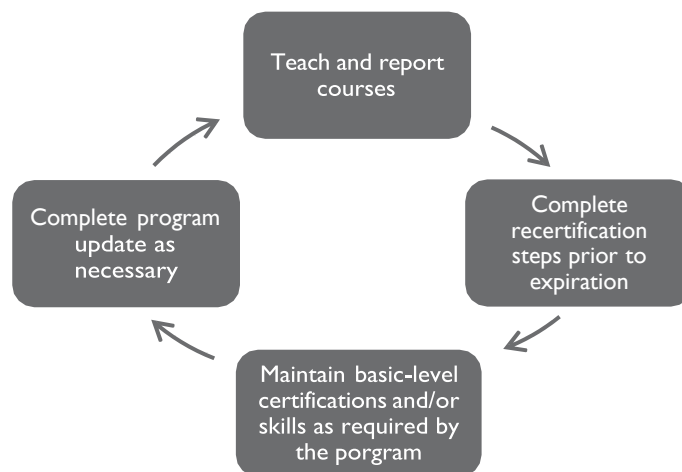 Teach and report
courses
Complete
recertification
steps prior to
expiration
Maintain basic-level
certifications and/or
skills as required by
the porgram
Complete program
update as
necessary